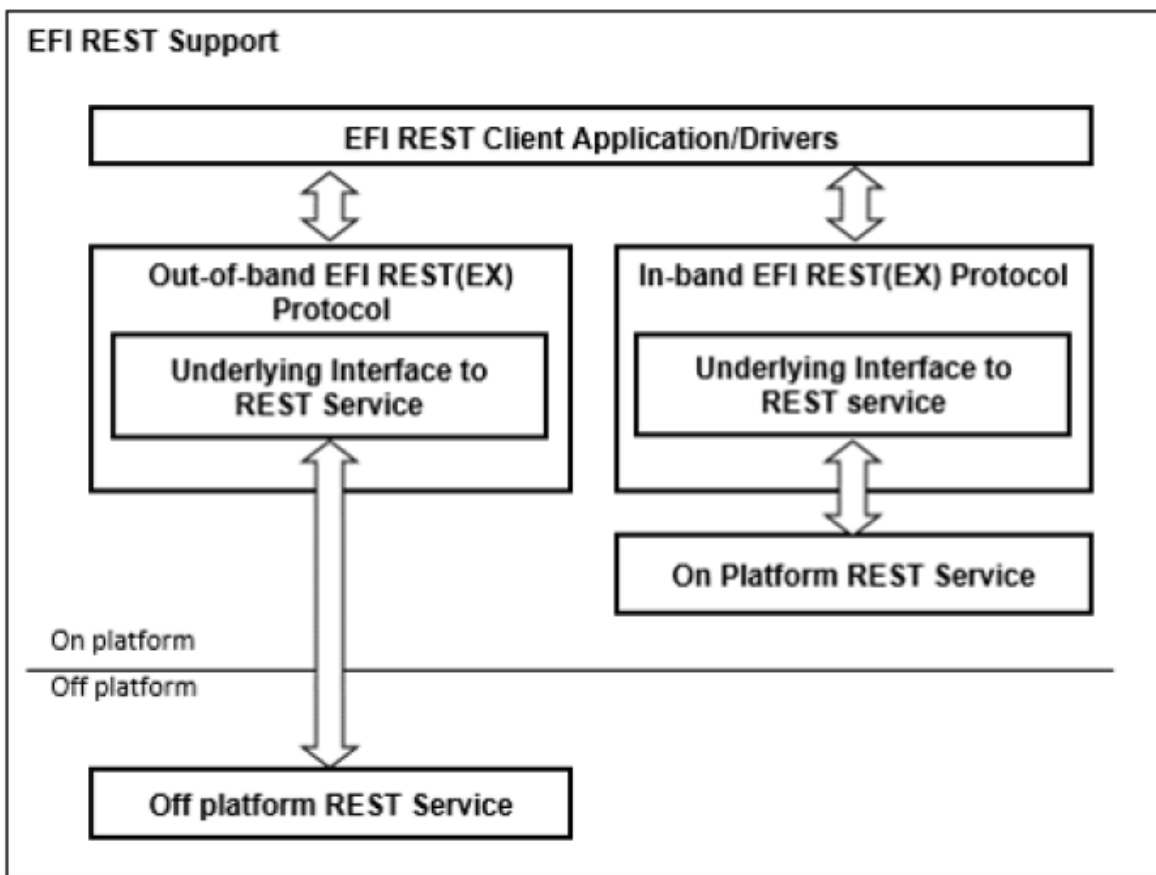 EFI REST Support
EFI REST Client Application/Drivers
Out-of-band EFI REST(EX)
Protocol
Underlying Interface to
REST Service
In-band EFI REST(EX) Protocol
Underlying Interface to
REST service
On Platform REST Service
On platform
Off platform
Off platform REST Service